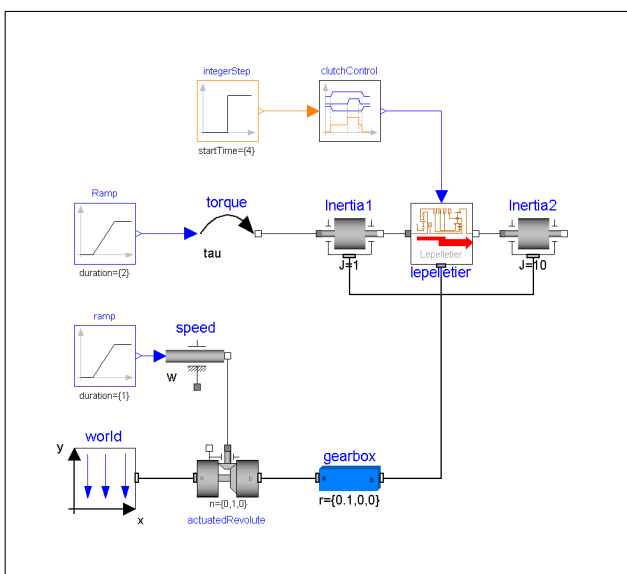 integerStep
clutchControl
startTime={4}
Ramp
torque
Inertia1
Inertia2
tau
Lepelletier
J=1
J=10
lepelletier
duration={2}
ramp
speed
w
duration={1}
world
gearbox
y
a
b
a
b
n={0,1,0}
r={0.1,0,0}
x
actuatedRevolute